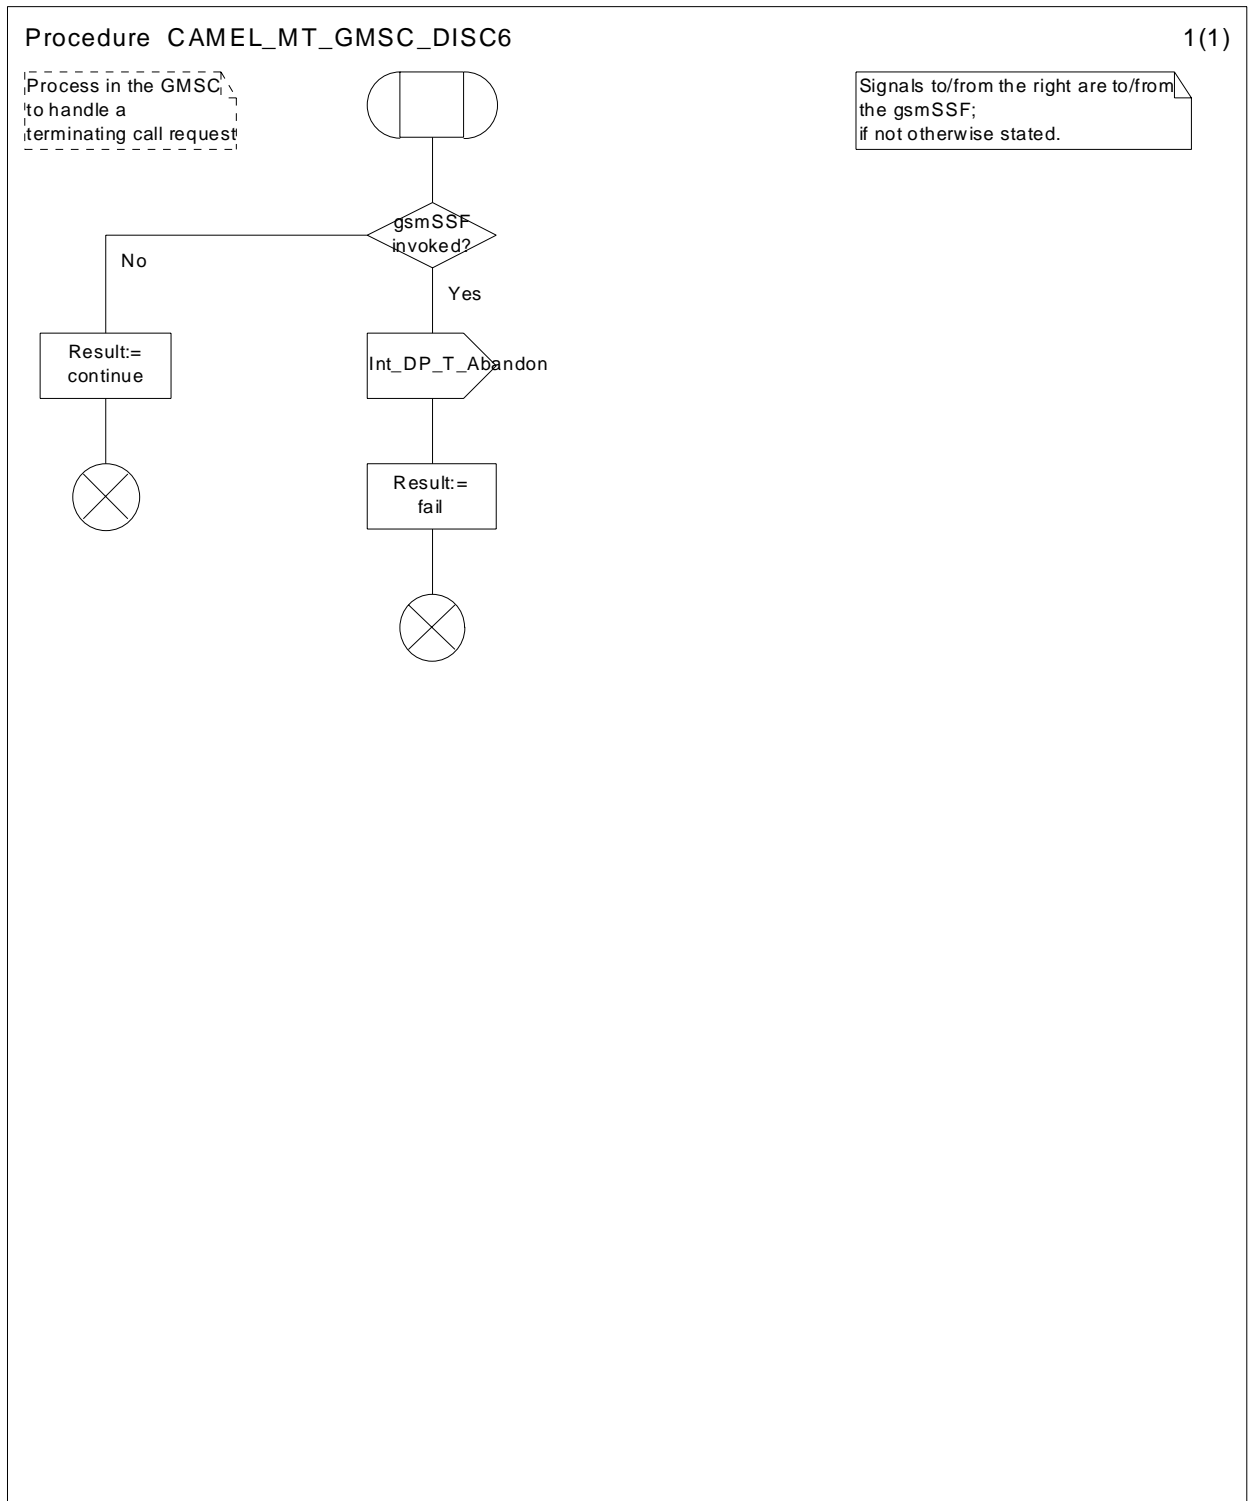 Procedure CAMEL_MT_GMSC_DISC6
1(1)
Process in the GMSC
to handle a
terminating call request
Signals to/from the right are to/from
the gsmSSF;
if not otherwise stated.
gsmSSF
invoked?
No
Yes
Result:=
continue
Int_DP_T_Abandon
Result:=
fail